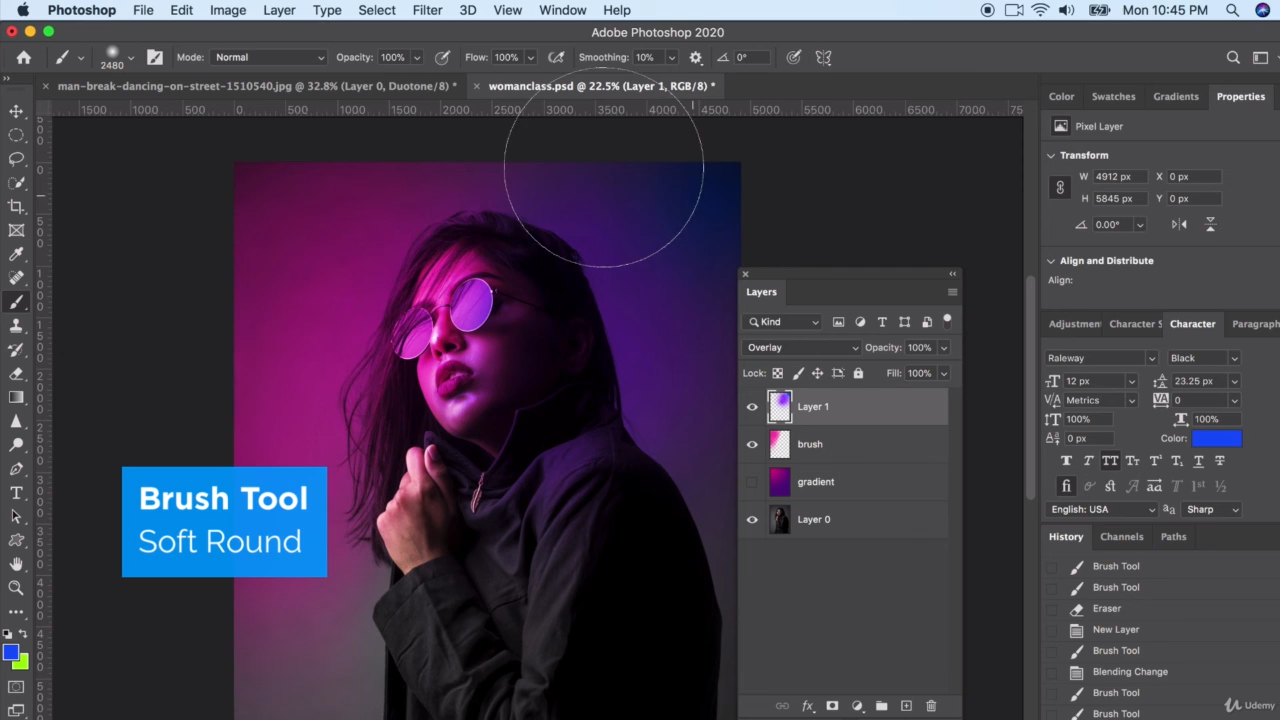 Photoshop File Edit Image Layer Type Select Filter 3D View Window Help Mon 10:45 PM
Adobe Photoshop 2020
2480 Mode: Normal Opacity: 100% Flow: 100% Smoothing: 10% 0°
man-break-dancing-on-street-1510540.jpg @ 32.8% (Layer 0, Duotone/8) * womanclass.psd @ 22.5% (Layer 1, RGB/8) *
Color Swatches Gradients Properties
1500 1000 500 0 500 1000 1500 2000 2500 3000 3500 4000 4500 5000 5500 6000 6500 7000 75
Pixel Layer
Transform
W 4912 px X 0 px
H 5845 px Y 0 px
0.00°
Align and Distribute
Align:
Layers
Kind
Overlay Opacity: 100%
Lock: Fill: 100%
Layer 1
brush
gradient
Layer 0
Adjustment Character S Character Paragraph
Raleway Black
12 px 23.25 px
Metrics 0
100% 100%
0 px Color:
English: USA Sharp
History Channels Paths
Brush Tool
Brush Tool
Eraser
New Layer
Brush Tool
Blending Change
Brush Tool
Brush Tool
Brush Tool
Soft Round
Udemy